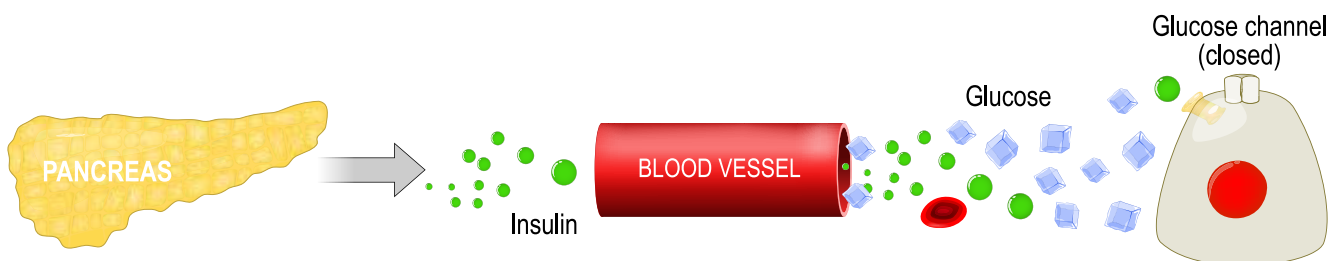 PANCREAS
Insulin
BLOOD VESSEL
Glucose
Glucose channel
(closed)